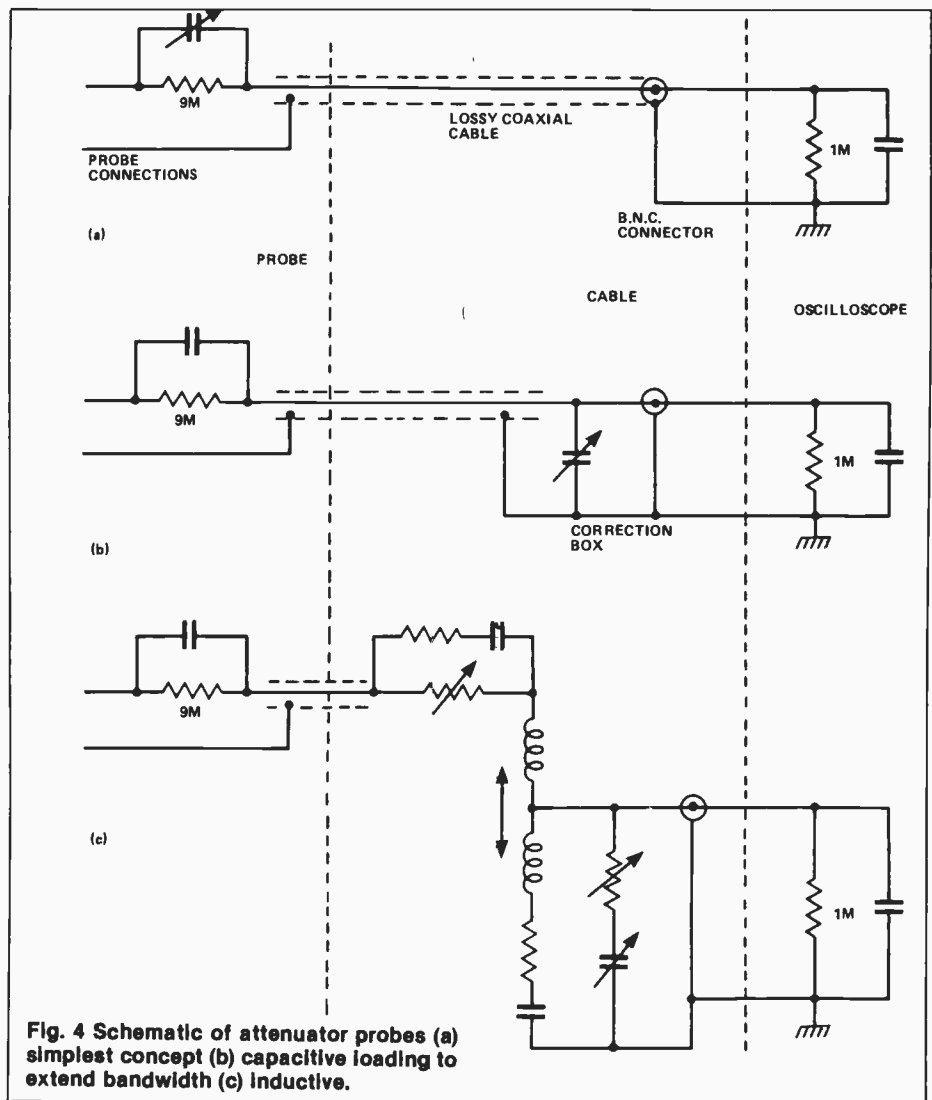 9M
LOSSY COAXIAL
CABLE
1M
PROBE
CONNECTIONS
B.N.C.
CONNECTOR
(a)
PROBE
CABLE
OSCILLOSCOPE
9M
1M
CORRECTION
BOX
(b)
9M
(c)
1M
Fig. 4 Schematic of attenuator probes (a)
simplest concept (b) capacitive loading to
extend bandwidth (c) inductive.